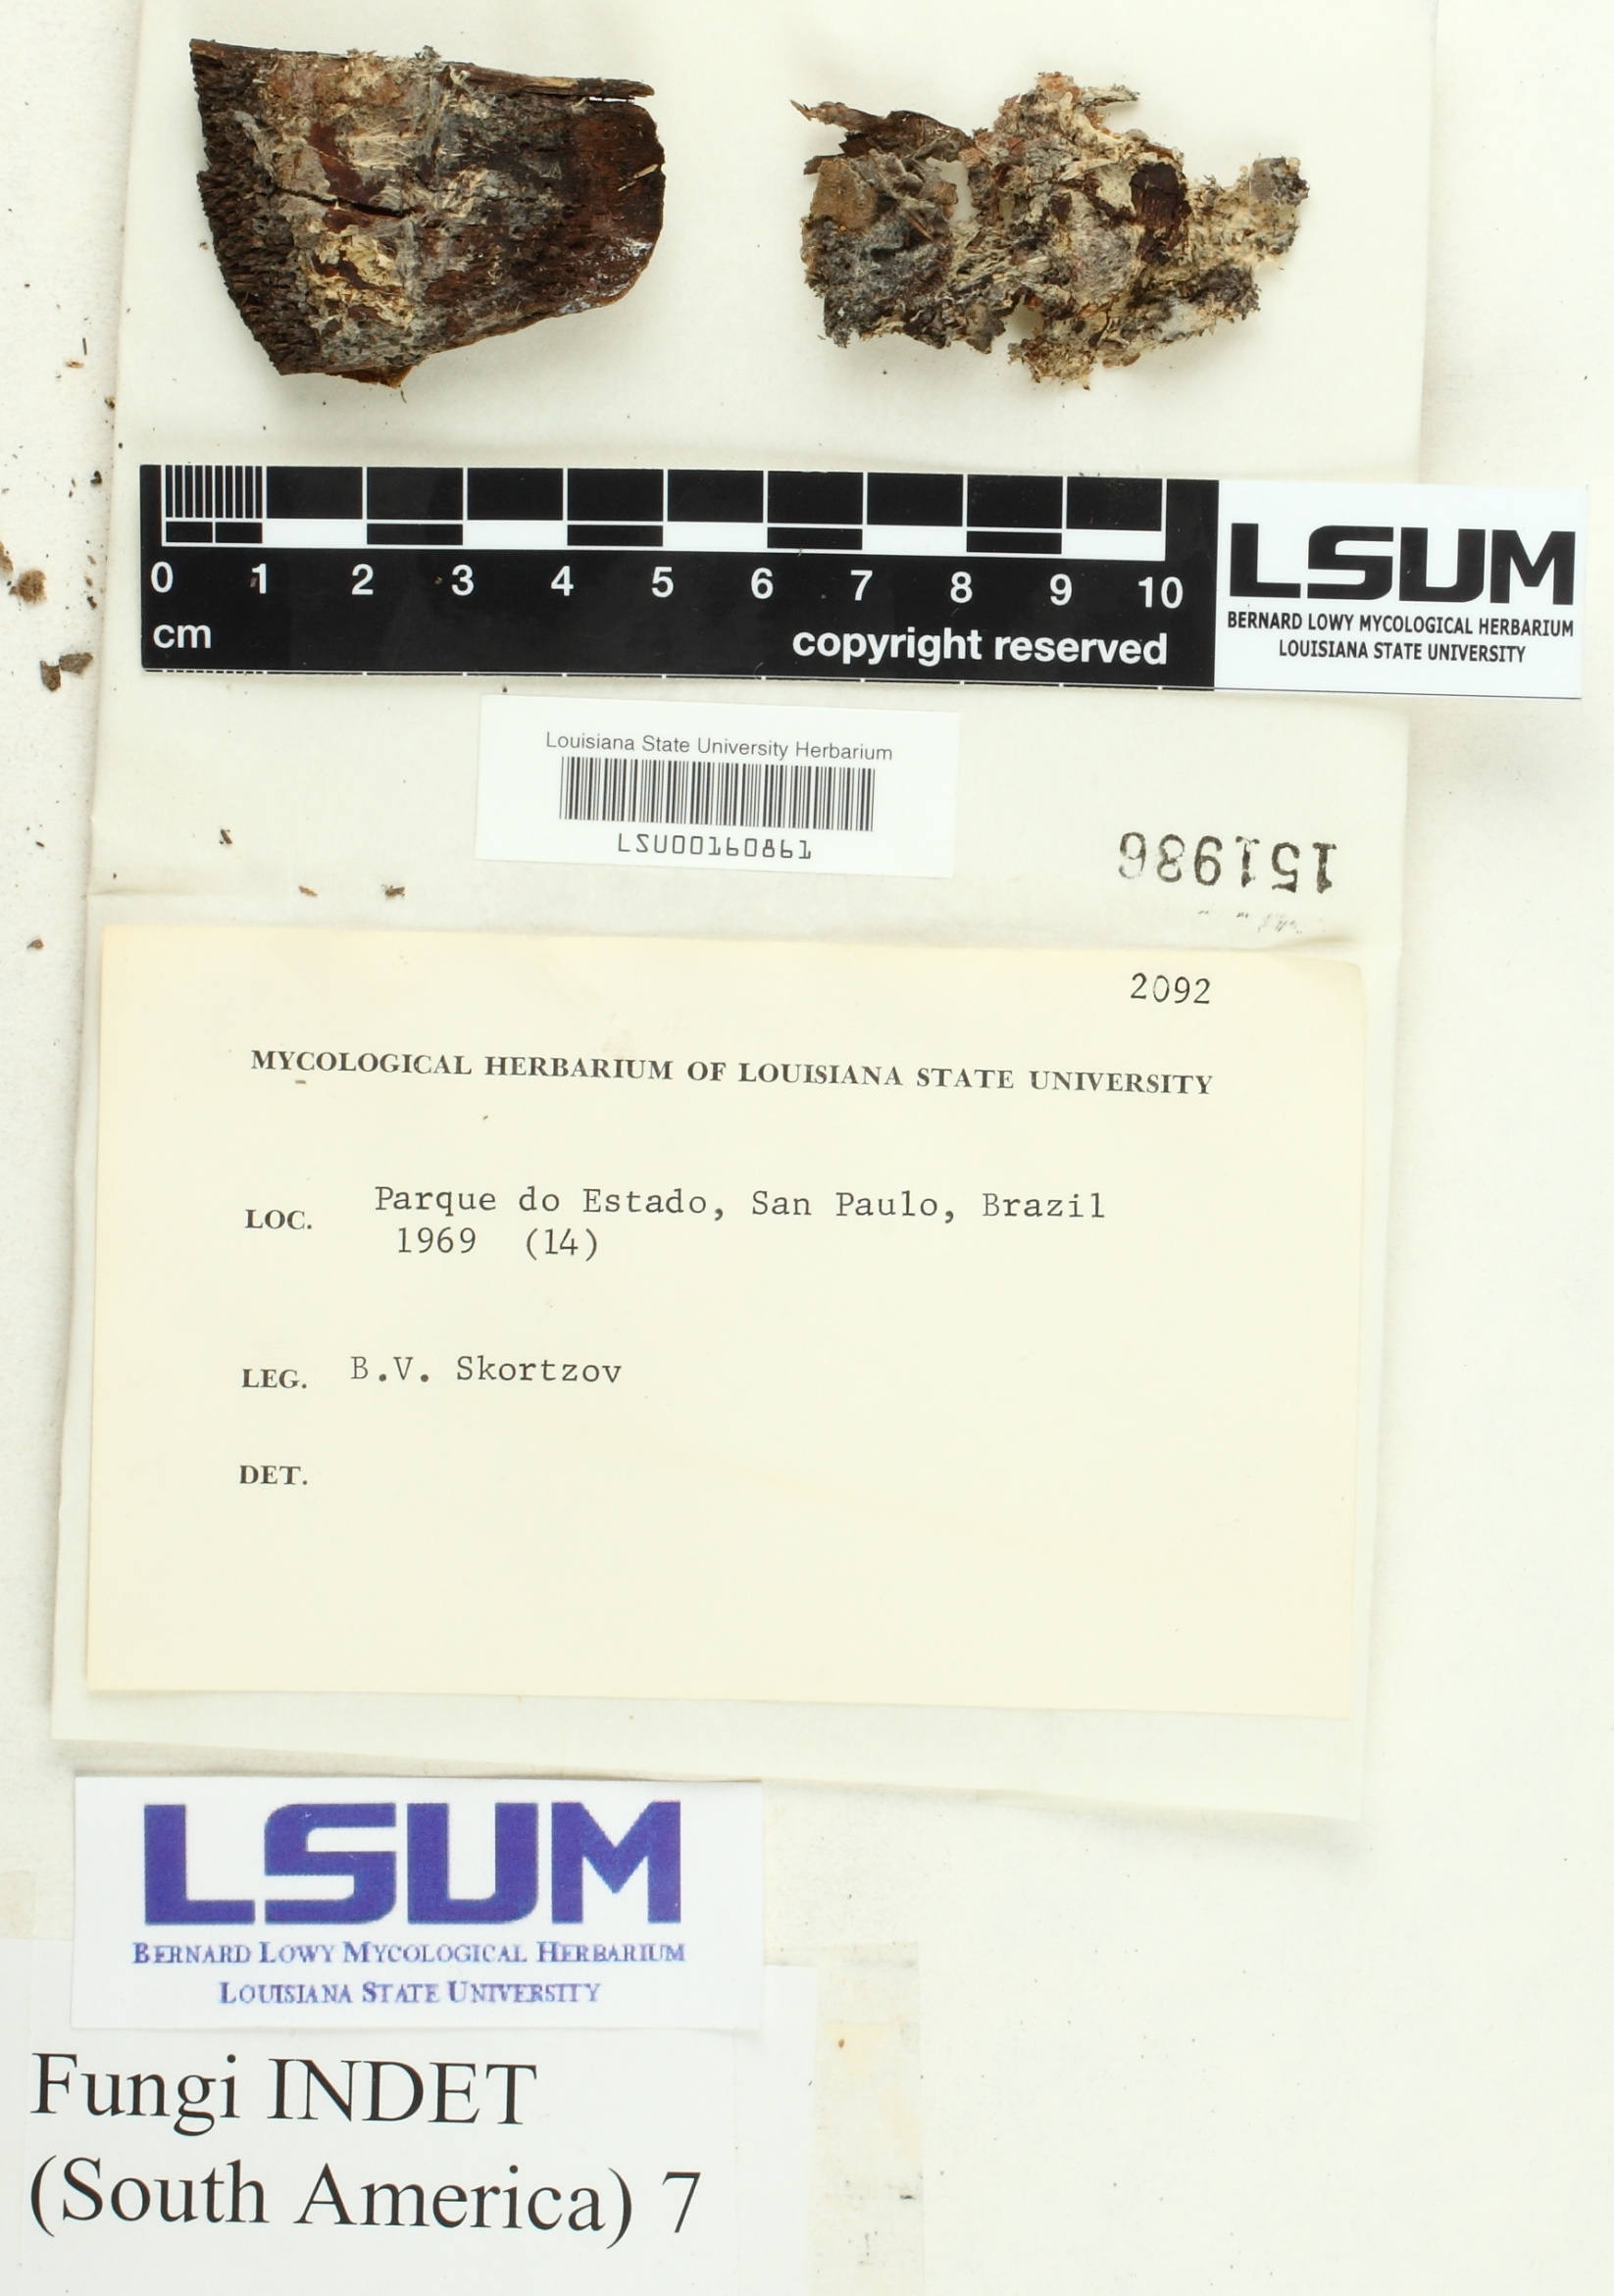 0 1 2 3 4 5 6 7 8 9 10
cm
copyright reserved
LSUM
BERNARD LOWY MYCOLOGICAL HERBARIUM
LOUISIANA STATE UNIVERSITY
Louisiana State University Herbarium
LSU00160861
151936
2092
MYCOLOGICAL HERBARIUM OF LOUISIANA STATE UNIVERSITY
LOC. Parque do Estado, San Paulo, Brazil
1969 (14)
LEG. B.V. Skortzov
DET.
LSUM
BERNARD LOWY MYCOLOGICAL HERBARIUM
LOUISIANA STATE UNIVERSITY
Fungi INDET
(South America) 7